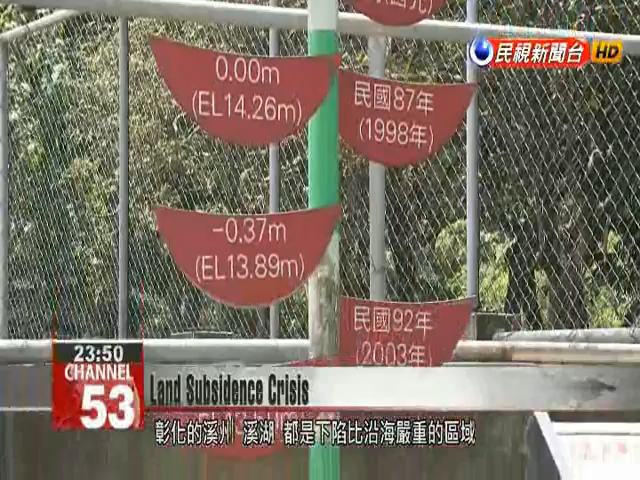 民視新聞台 HD
0.00m
(EL14.26m)
民國87年
(1998年)
-0.37m
(EL13.89m)
民國92年
(2003年)
23:50
CHANNEL
53
Land Subsidence Crisis
彰化的溪州 溪湖 都是下陷比沿海嚴重的區域